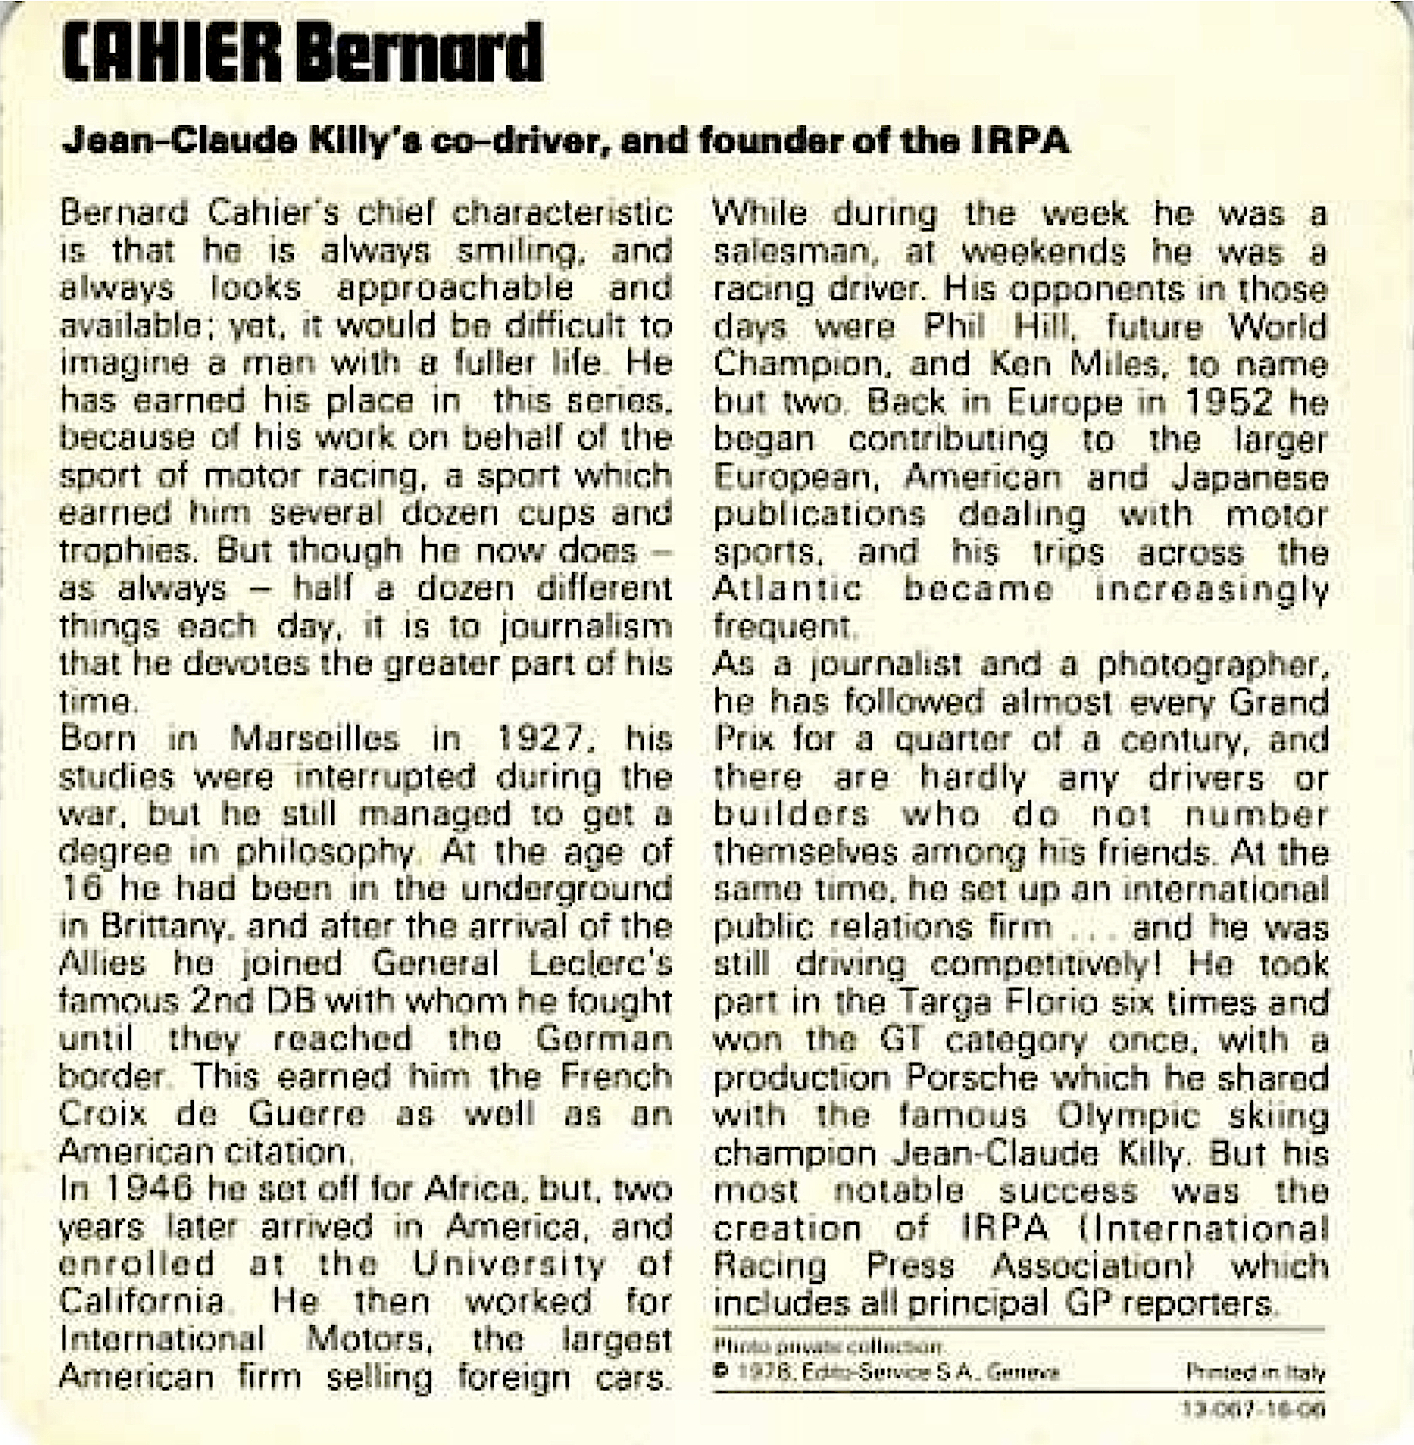 CAHIER Bernard
Jean-Claude Killy's co-driver, and founder of the IRPA
Bernard Cahier's chief characteristic
is that he is always smiling, and
always looks approachable and
available; yet, it would be difficult to
imagine a man with a fuller life. He
has earned his place in this series,
because of his work on behalf of the
sport of motor racing, a sport which
earned him several dozen cups and
trophies. But though he now does –
as always – half a dozen different
things each day, it is to journalism
that he devotes the greater part of his
time.
Born in Marseilles in 1927, his
studies were interrupted during the
war, but he still managed to get a
degree in philosophy. At the age of
16 he had been in the underground
in Brittany, and after the arrival of the
Allies he joined General Leclerc's
famous 2nd DB with whom he fought
until they reached the German
border. This earned him the French
Croix de Guerre as well as an
American citation.
In 1946 he set off for Africa, but, two
years later arrived in America, and
enrolled at the University of
California. He then worked for
International Motors, the largest
American firm selling foreign cars.
While during the week he was a
salesman, at weekends he was a
racing driver. His opponents in those
days were Phil Hill, future World
Champion, and Ken Miles, to name
but two. Back in Europe in 1952 he
began contributing to the larger
European, American and Japanese
publications dealing with motor
sports, and his trips across the
Atlantic became increasingly
frequent.
As a journalist and a photographer,
he has followed almost every Grand
Prix for a quarter of a century, and
there are hardly any drivers or
builders who do not number
themselves among his friends. At the
same time, he set up an international
public relations firm ... and he was
still driving competitively! He took
part in the Targa Florio six times and
won the GT category once, with a
production Porsche which he shared
with the famous Olympic skiing
champion Jean-Claude Killy. But his
most notable success was the
creation of IRPA (International
Racing Press Association) which
includes all principal GP reporters.
Photo private collection
© 1978, Edito-Service S.A., Geneva Printed in Italy
13-067-16-06